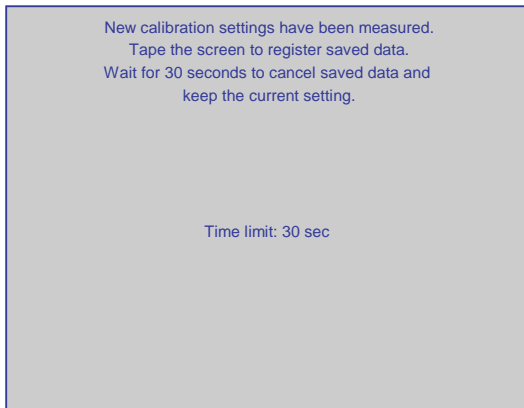 New calibration settings have been measured.
Tape the screen to register saved data.
Wait for 30 seconds to cancel saved data and
keep the current setting.
Time limit: 30 sec